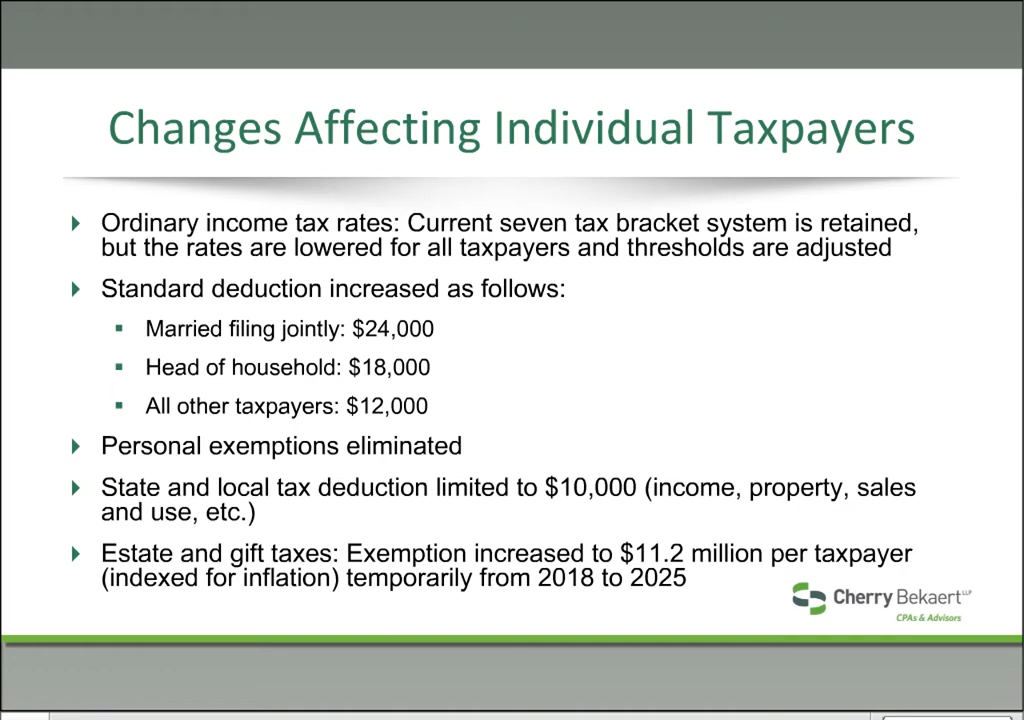 Changes Affecting Individual Taxpayers
Ordinary income tax rates: Current seven tax bracket system is retained,
but the rates are lowered for all taxpayers and thresholds are adjusted
Standard deduction increased as follows:
Married filing jointly: $24,000
Head of household: $18,000
All other taxpayers: $12,000
Personal exemptions eliminated
State and local tax deduction limited to $10,000 (income, property, sales
and use, etc.)
Estate and gift taxes: Exemption increased to $11.2 million per taxpayer
(indexed for inflation) temporarily from 2018 to 2025
Cherry Bekaert LLP
CPAs & Advisors